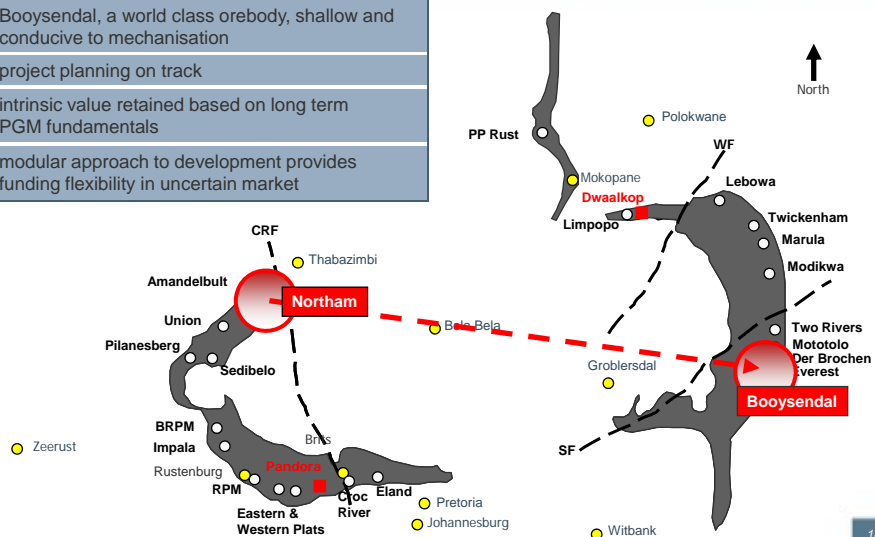 Booysendal, a world class orebody, shallow and
conducive to mechanisation
project planning on track
intrinsic value retained based on long term
PGM fundamentals
modular approach to development provides
funding flexibility in uncertain market
North
Polokwane
PP Rust
WF
Mokopane
Dwaalkop
Lebowa
Limpopo
Twickenham
Marula
Modikwa
CRF
Thabazimbi
Amandelbult
Northam
Union
Bela Bela
Two Rivers
Pilanesberg
Mototolo
Der Brochen
Everest
Sedibelo
Groblersdal
Booysendal
BRPM
Impala
Brits
Zeerust
SF
Rustenburg
Pandora
RPM
Eland
Croc
River
Eastern &
Western Plats
Pretoria
Johannesburg
Witbank